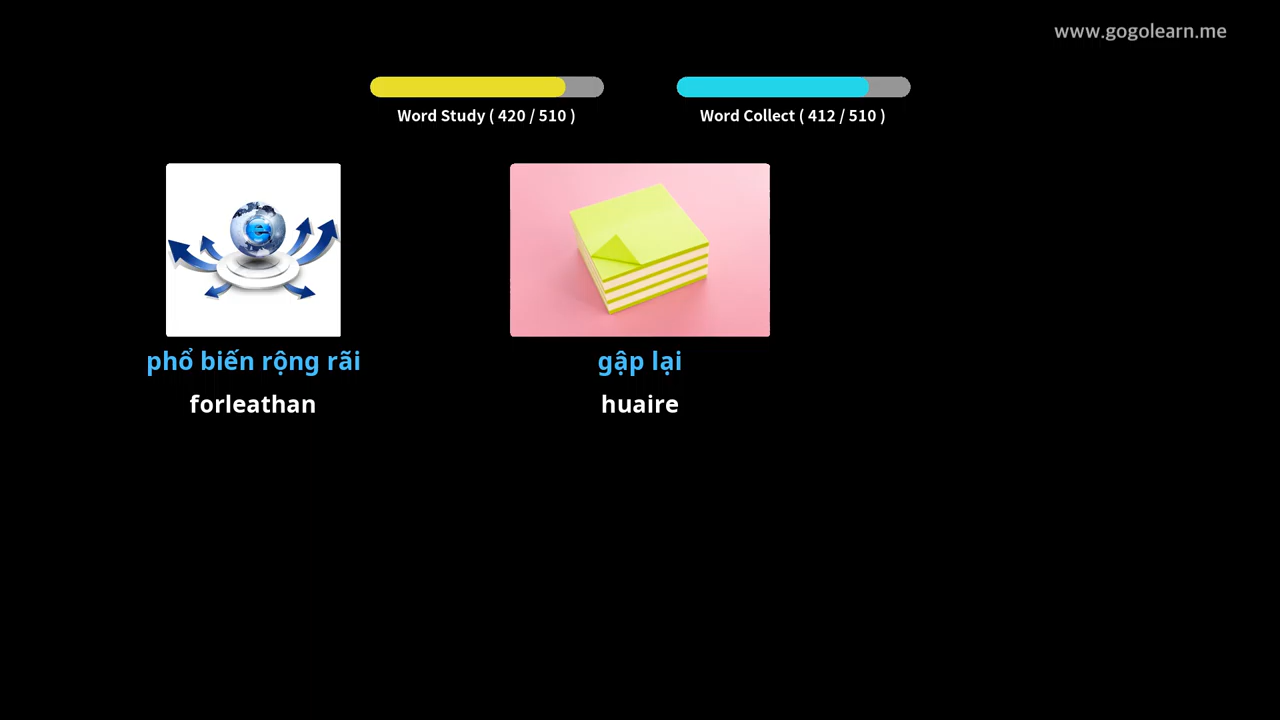 www.gogolearn.me
Word Study ( 420 / 510 )
Word Collect ( 412 / 510 )
e
phổ biến rộng rãi
gập lại
forleathan
huaire